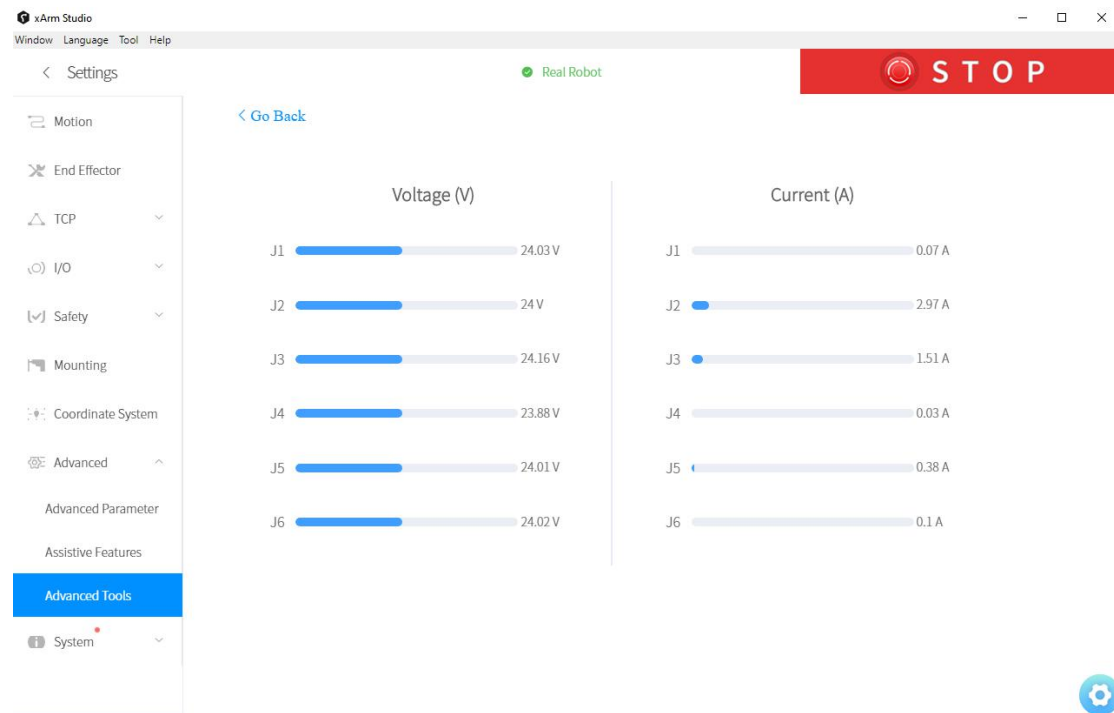 xArm Studio
Window Language Tool Help
Settings
Real Robot
STOP
Motion
End Effector
TCP
I/O
Safety
Mounting
Coordinate System
Advanced
Advanced Parameter
Assistive Features
Advanced Tools
System
< Go Back
Voltage (V)
J1 24.03 V
J2 24 V
J3 24.16 V
J4 23.88 V
J5 24.01 V
J6 24.02 V
Current (A)
J1 0.07 A
J2 2.97 A
J3 1.51 A
J4 0.03 A
J5 0.38 A
J6 0.1 A